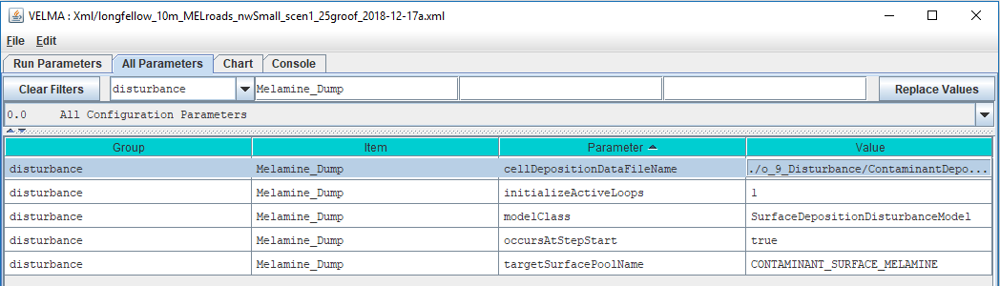 VELMA : Xml/longfellow_10m_MELroads_nwSmall_scen1_25groof_2018-12-17a.xml
File Edit
Run Parameters All Parameters Chart Console
Clear Filters disturbance Melamine_Dump Replace Values
0.0 All Configuration Parameters
Group Item Parameter Value
disturbance Melamine_Dump cellDepositionDataFileName ./o_9_Disturbance/ContaminantDepo...
disturbance Melamine_Dump initializeActiveLoops 1
disturbance Melamine_Dump modelClass SurfaceDepositionDisturbanceModel
disturbance Melamine_Dump occursAtStepStart true
disturbance Melamine_Dump targetSurfacePoolName CONTAMINANT_SURFACE_MELAMINE